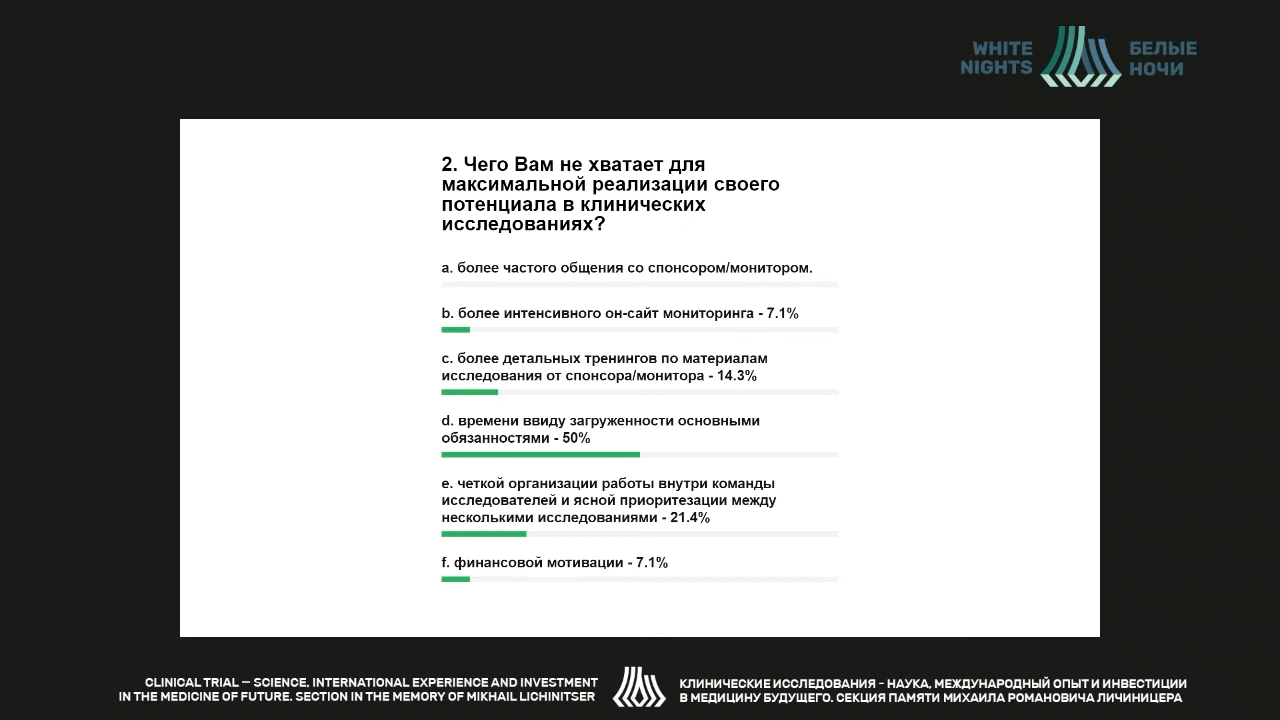 WHITE
NIGHTS
БЕЛЫЕ
НОЧИ
2. Чего Вам не хватает для
максимальной реализации своего
потенциала в клинических
исследованиях?
a. более частого общения со спонсором/монитором.
b. более интенсивного он-сайт мониторинга - 7.1%
c. более детальных тренингов по материалам
исследования от спонсора/монитора - 14.3%
d. времени ввиду загруженности основными
обязанностями - 50%
e. четкой организации работы внутри команды
исследователей и ясной приоритезации между
несколькими исследованиями - 21.4%
f. финансовой мотивации - 7.1%
CLINICAL TRIAL – SCIENCE, INTERNATIONAL EXPERIENCE AND INVESTMENT
IN THE MEDICINE OF FUTURE. SECTION IN THE MEMORY OF MIKHAIL LICHINITSER
КЛИНИЧЕСКИЕ ИССЛЕДОВАНИЯ - НАУКА, МЕЖДУНАРОДНЫЙ ОПЫТ И ИНВЕСТИЦИИ
В МЕДИЦИНУ БУДУЩЕГО. СЕКЦИЯ ПАМЯТИ МИХАИЛА РОМАНОВИЧА ЛИЧИНИЦЕРА